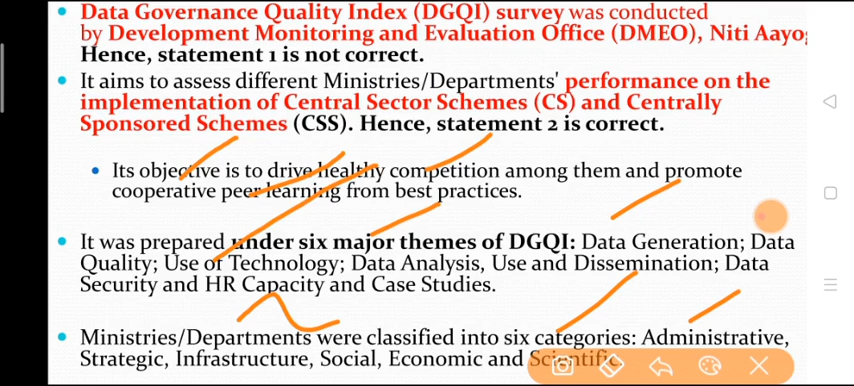 • Data Governance Quality Index (DGQI) survey was conducted
by Development Monitoring and Evaluation Office (DMEO), Niti Aayog
Hence, statement 1 is not correct.
• It aims to assess different Ministries/Departments' performance on the
implementation of Central Sector Schemes (CS) and Centrally
Sponsored Schemes (CSS). Hence, statement 2 is correct.
• Its objective is to drive healthy competition among them and promote
cooperative peer learning from best practices.
• It was prepared under six major themes of DGQI: Data Generation; Data
Quality; Use of Technology; Data Analysis, Use and Dissemination; Data
Security and HR Capacity and Case Studies.
• Ministries/Departments were classified into six categories: Administrative,
Strategic, Infrastructure, Social, Economic and Scientific